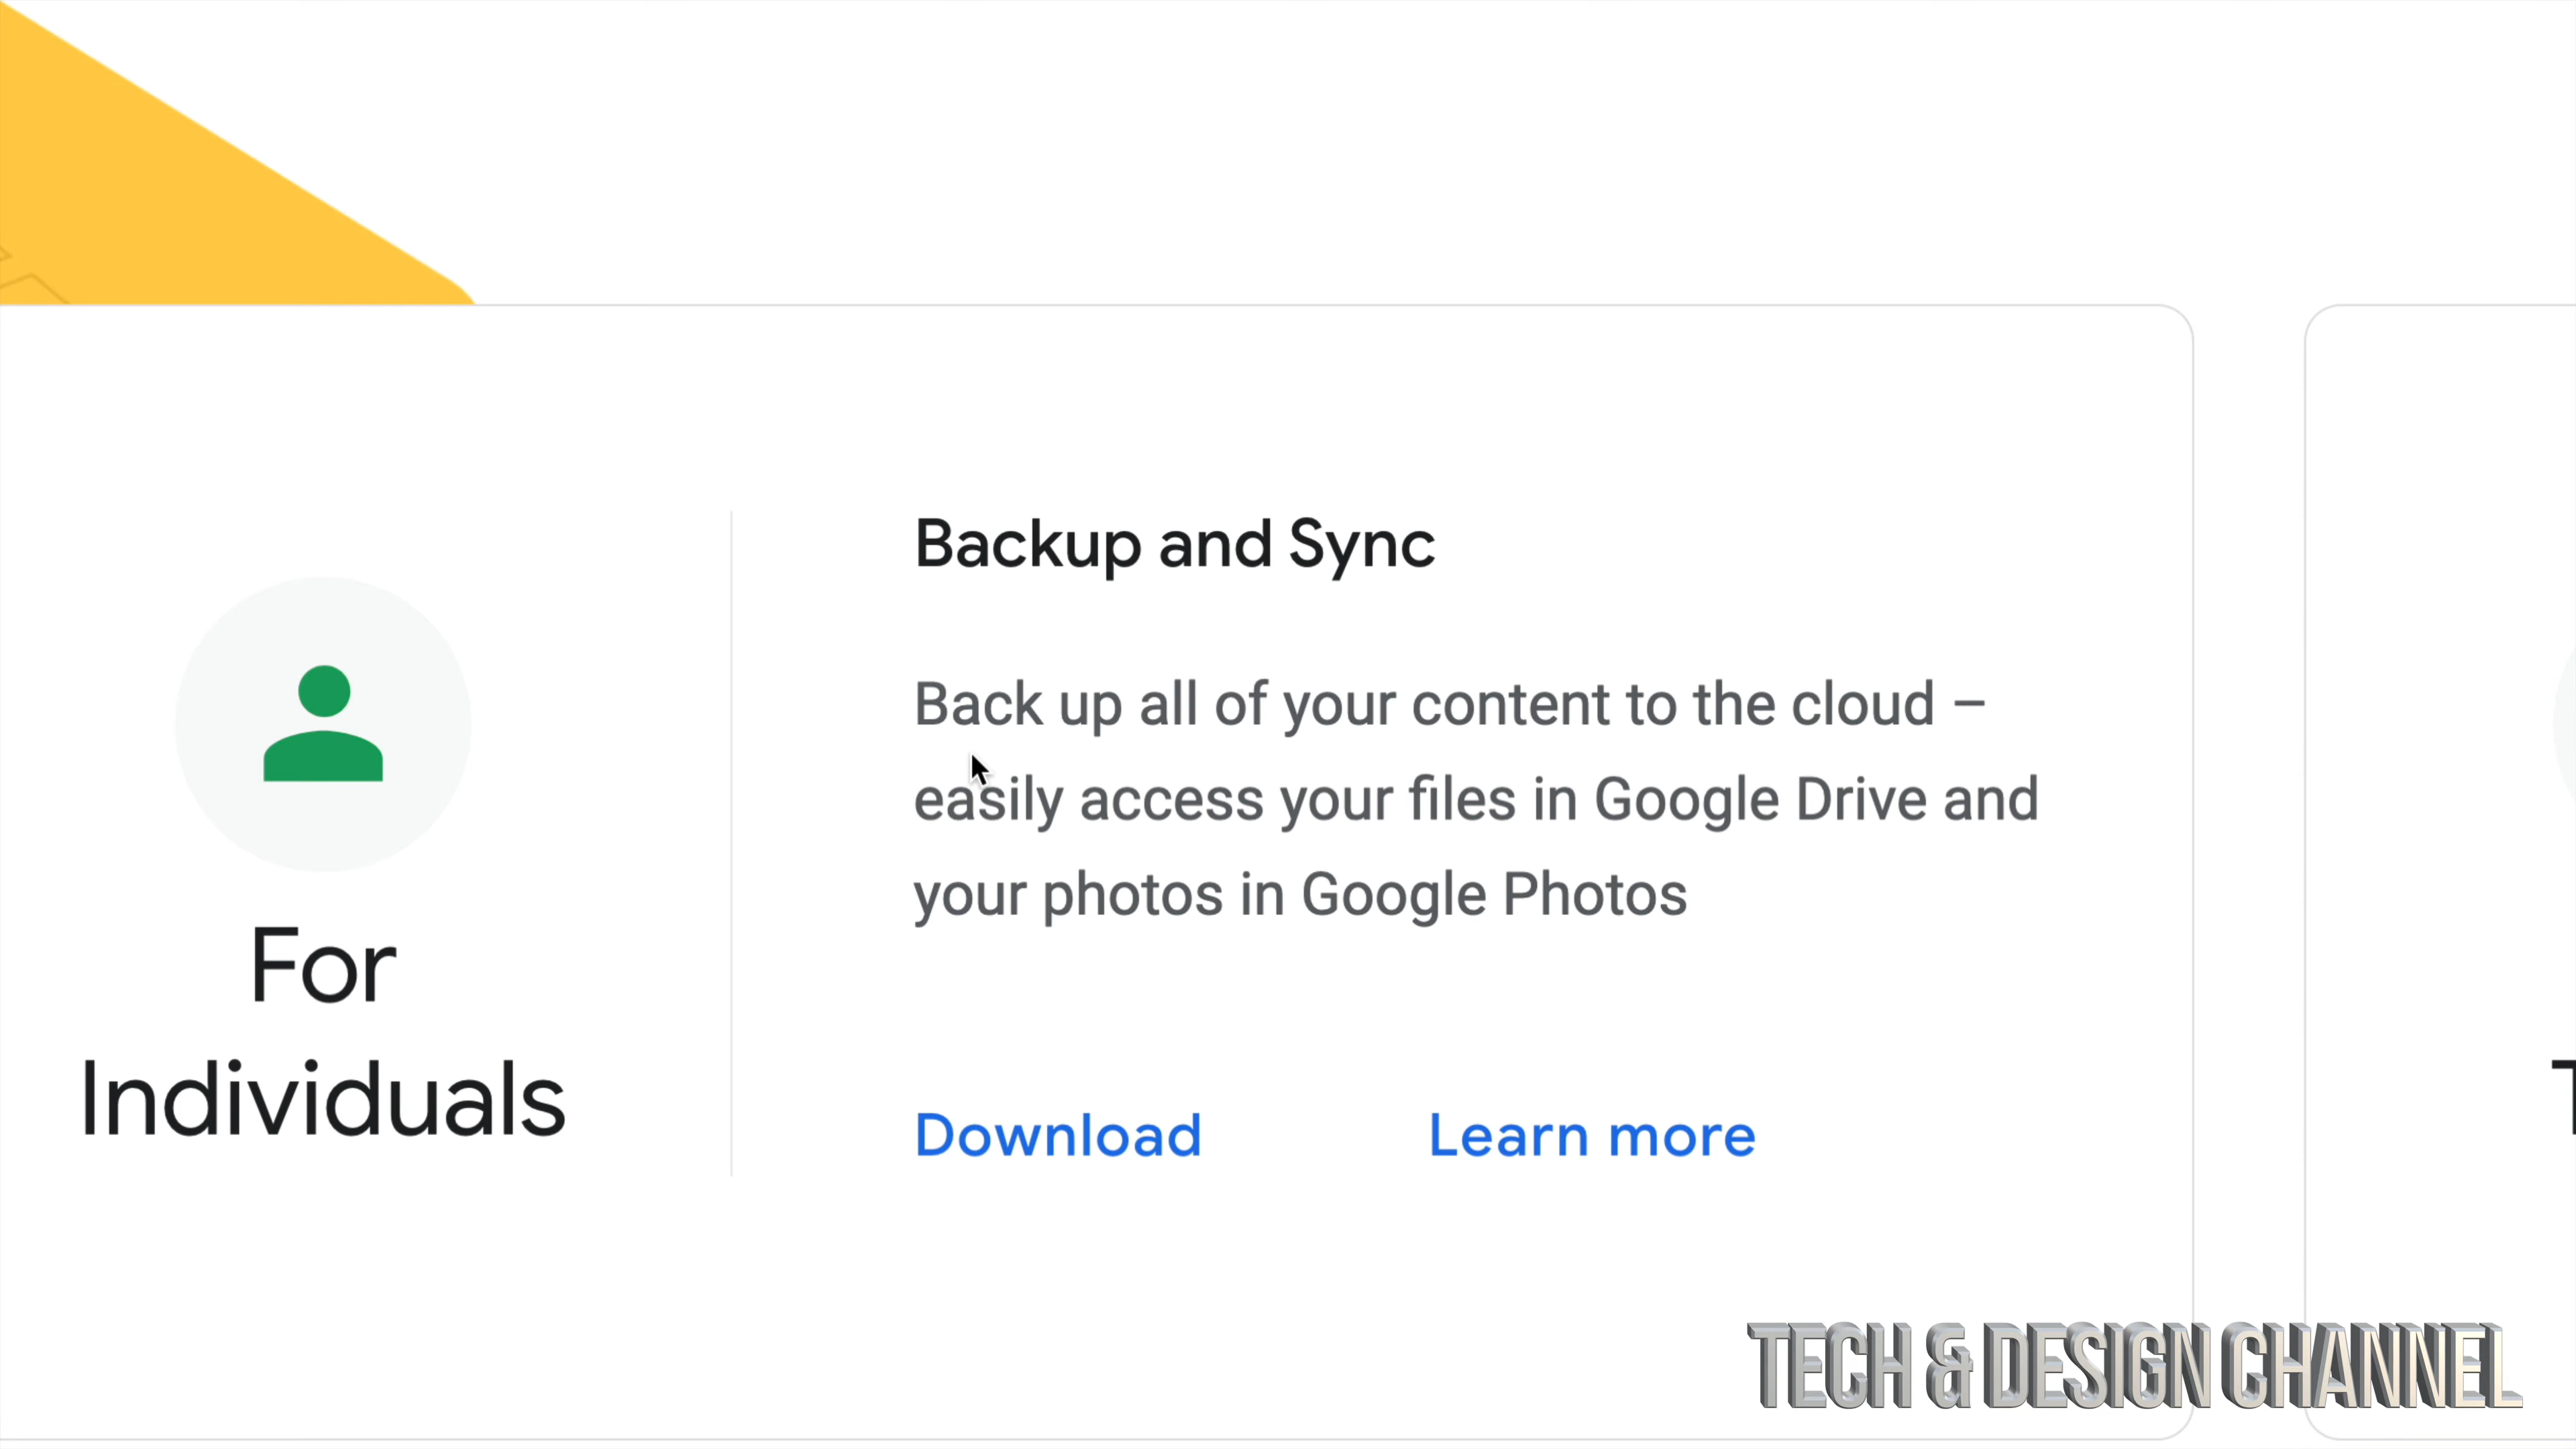 For
Individuals
Backup and Sync
Back up all of your content to the cloud –
easily access your files in Google Drive and
your photos in Google Photos
Download
Learn more
TECH & DESIGN CHANNEL